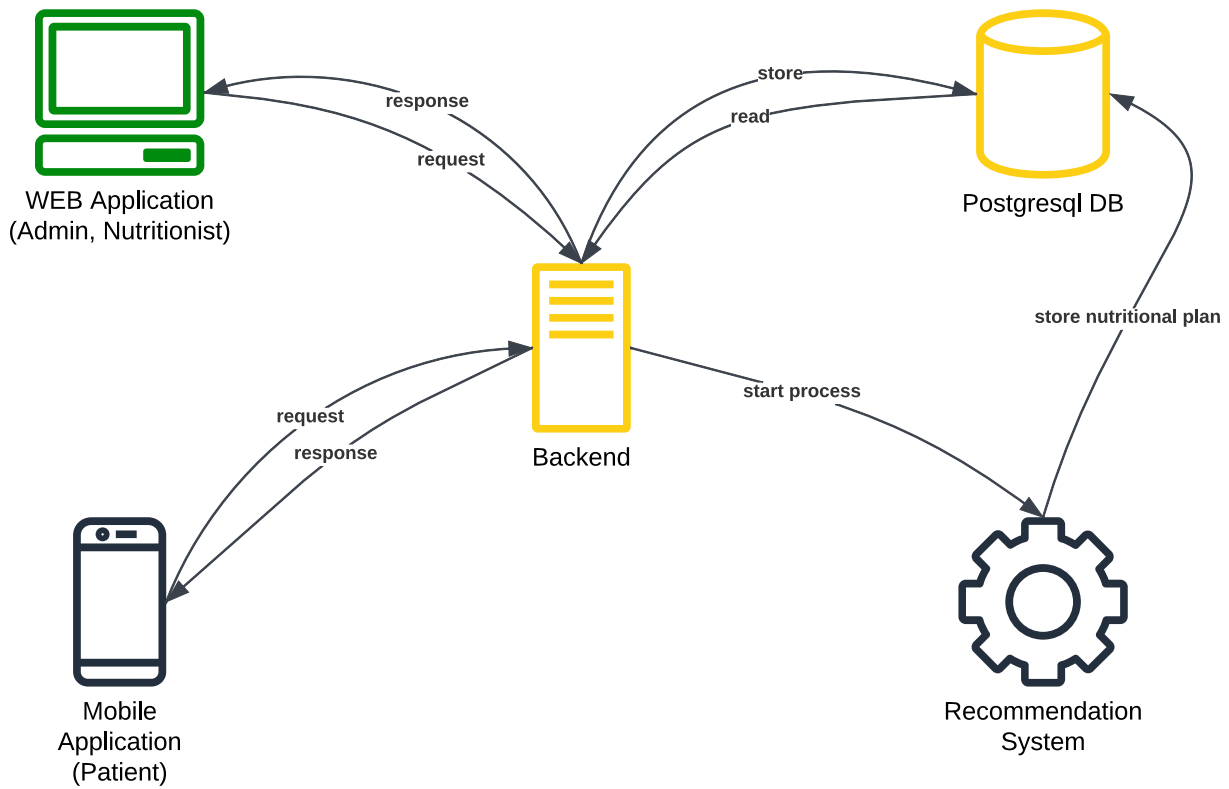 response
request
store
read
WEB Application
(Admin, Nutritionist)
Postgresql DB
store nutritional plan
start process
request
response
Backend
Mobile
Application
(Patient)
Recommendation
System